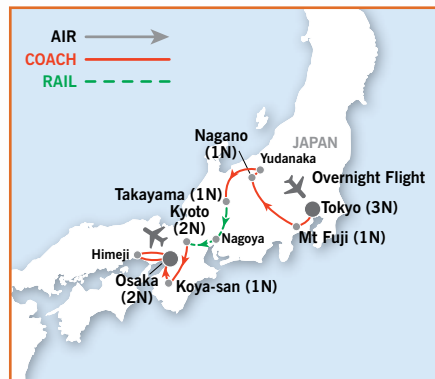 AIR
COACH
RAIL
JAPAN
Nagano
(1N)
Yudanaka
Overnight Flight
Takayama (1N)
Tokyo (3N)
Kyoto
(2N)
Nagoya
Mt Fuji (1N)
Himeji
Osaka
(2N)
Koya-san (1N)